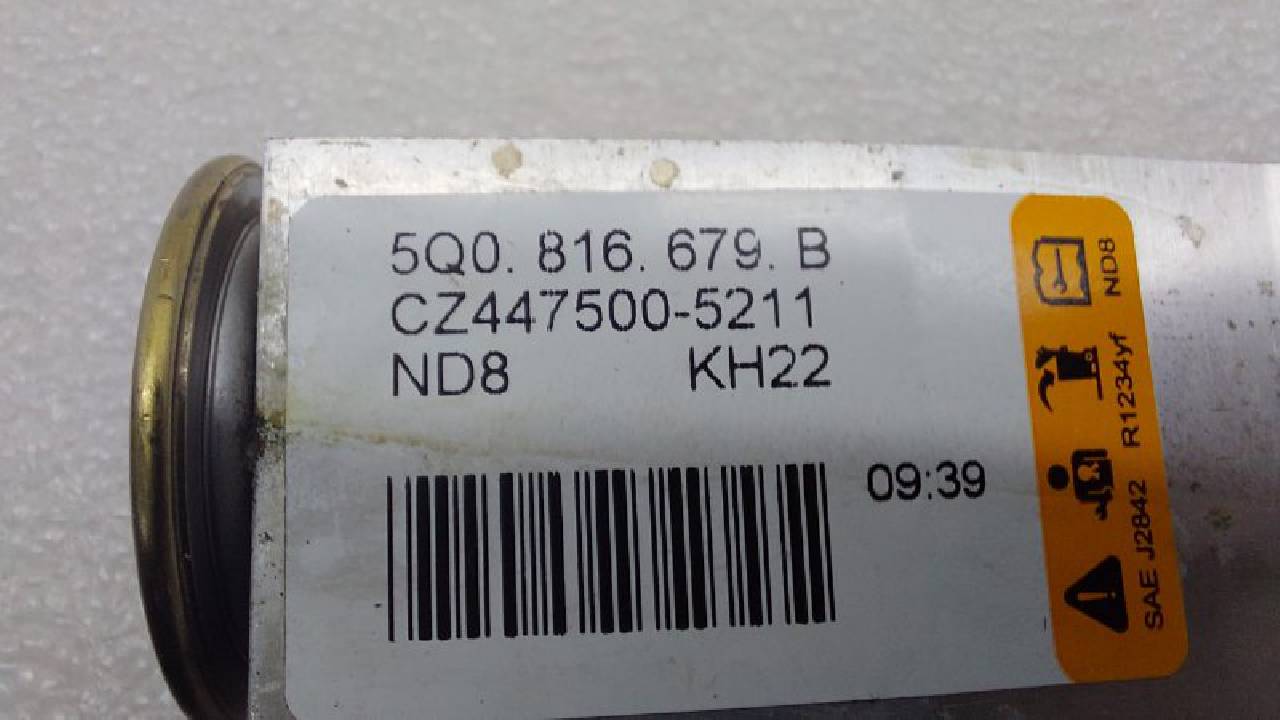 5Q0. 816. 679. B
CZ447500-5211
ND8 KH22
09:39
SAE J2842 R1234yf ND8